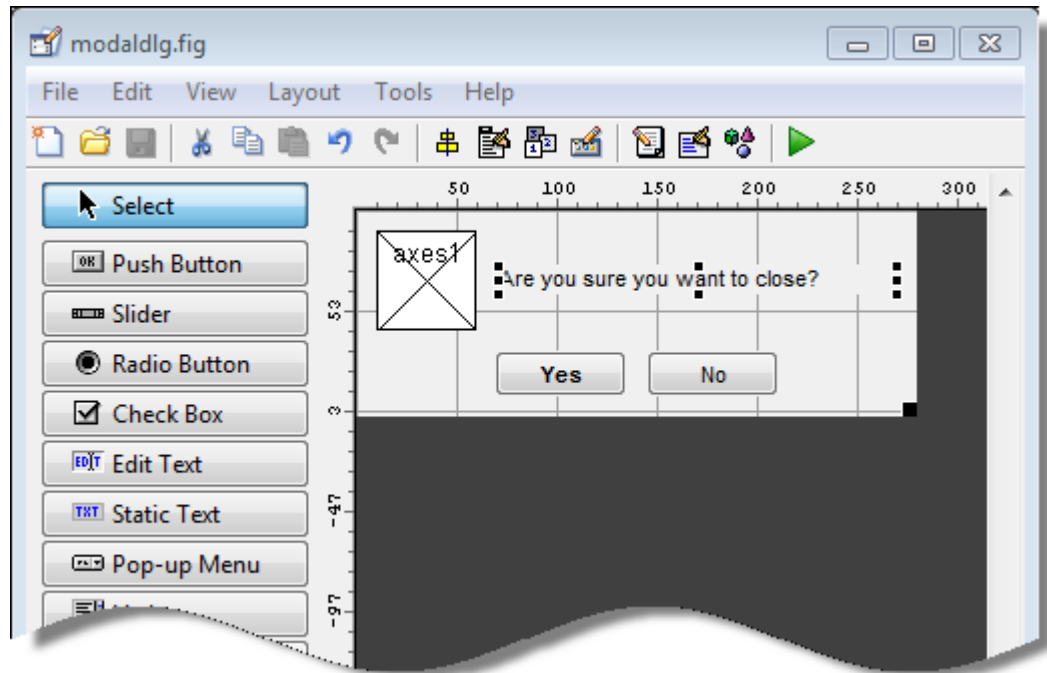 modaldlg.fig
File Edit View Layout Tools Help
50 100 150 200 250 300
Select
Push Button
Slider
Radio Button
Check Box
Edit Text
Static Text
Pop-up Menu
axes1
Are you sure you want to close?
Yes No
53
3
-47
-97